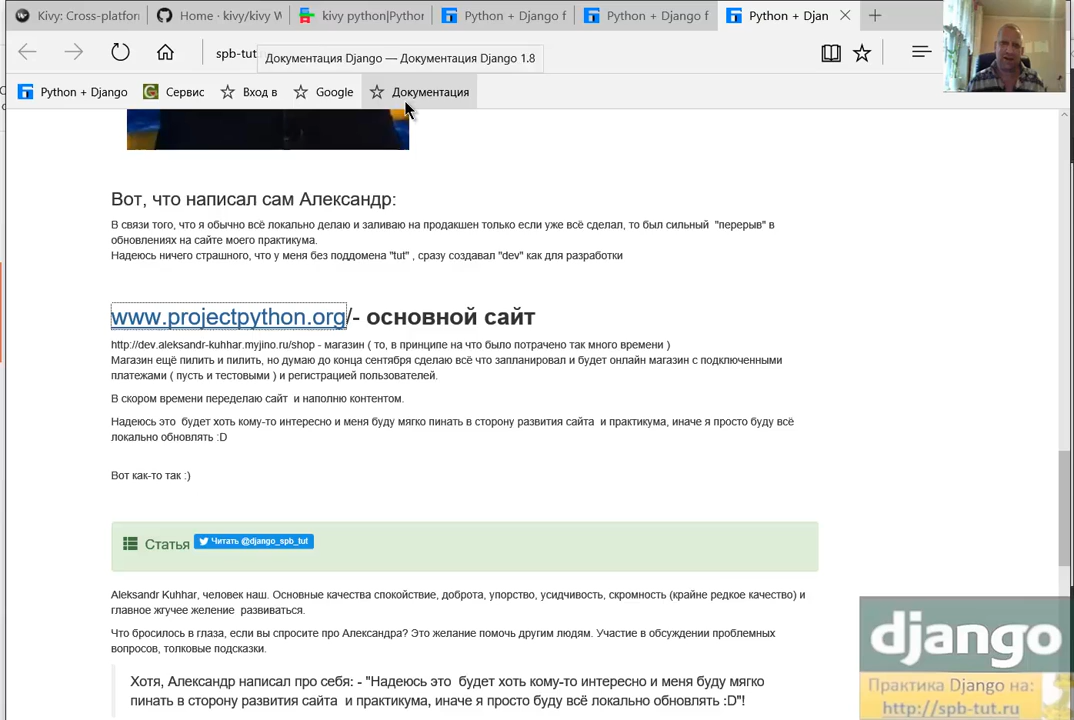 Kivy: Cross-platforn
Home · kivy/kivy W
kivy python|Pythor
Python + Django f
Python + Django f
Python + Djan
spb-tut
Документация Django — Документация Django 1.8
Python + Django
Сервис
Вход в
Google
Документация
Вот, что написал сам Александр:
В связи того, что я обычно всё локально делаю и заливаю на продакшен только если уже всё сделал, то был сильный "перерыв" в
обновлениях на сайте моего практикума.
Надеюсь ничего страшного, что у меня без поддомена "tut" , сразу создавал "dev" как для разработки
www.projectpython.org/- основной сайт
http://dev.aleksandr-kuhhar.myjino.ru/shop - магазин ( то, в принципе на что было потрачено так много времени )
Магазин ещё пилить и пилить, но думаю до конца сентября сделаю всё что запланировал и будет онлайн магазин с подключенными
платежами ( пусть и тестовыми ) и регистрацией пользователей.
В скором времени переделаю сайт и наполню контентом.
Надеюсь это будет хоть кому-то интересно и меня буду мягко пинать в сторону развития сайта и практикума, иначе я просто буду всё
локально обновлять :D
Вот как-то так :)
Статья
Читать @django_spb_tut
Aleksandr Kuhhar, человек наш. Основные качества спокойствие, доброта, упорство, усидчивость, скромность (крайне редкое качество) и
главное жгучее желение развиваться.
Что бросилось в глаза, если вы спросите про Александра? Это желание помочь другим людям. Участие в обсуждении проблемных
вопросов, толковые подсказки.
Хотя, Александр написал про себя: - "Надеюсь это будет хоть кому-то интересно и меня буду мягко
пинать в сторону развития сайта и практикума, иначе я просто буду всё локально обновлять :D"!
django
Практика Django на:
http://spb-tut.ru